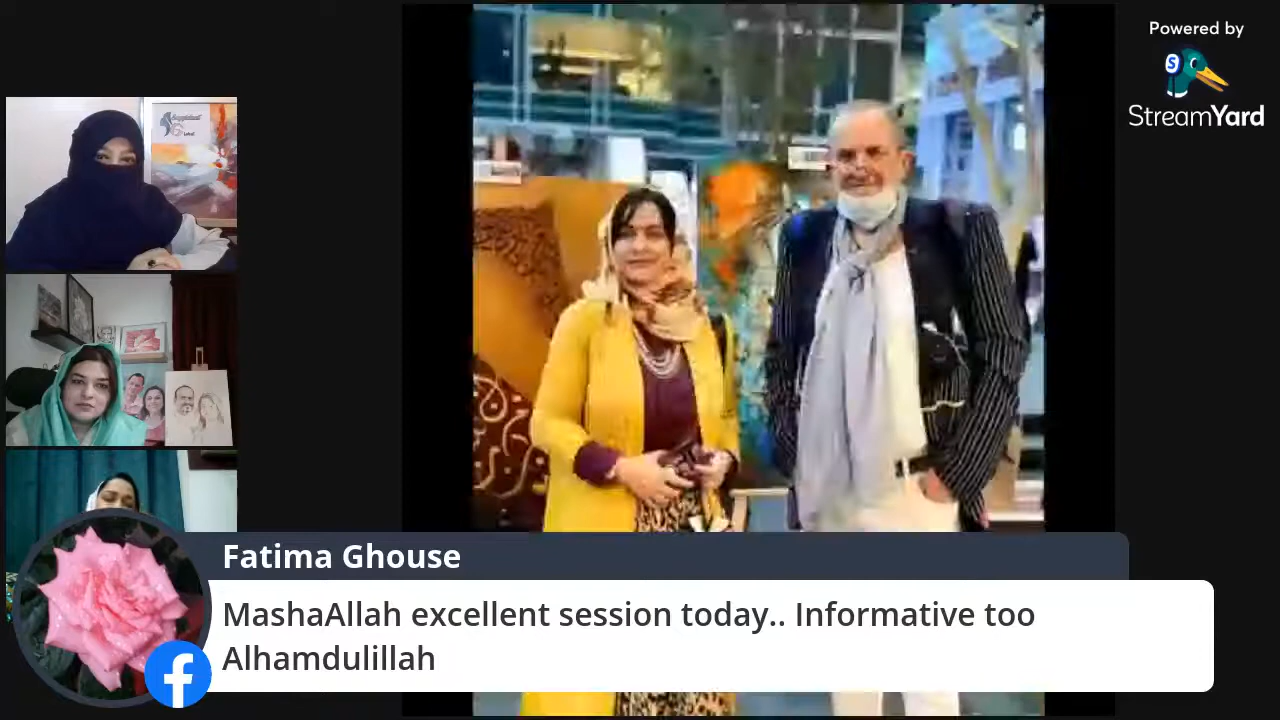 Powered by
StreamYard
Fatima Ghouse
MashaAllah excellent session today.. Informative too
Alhamdulillah